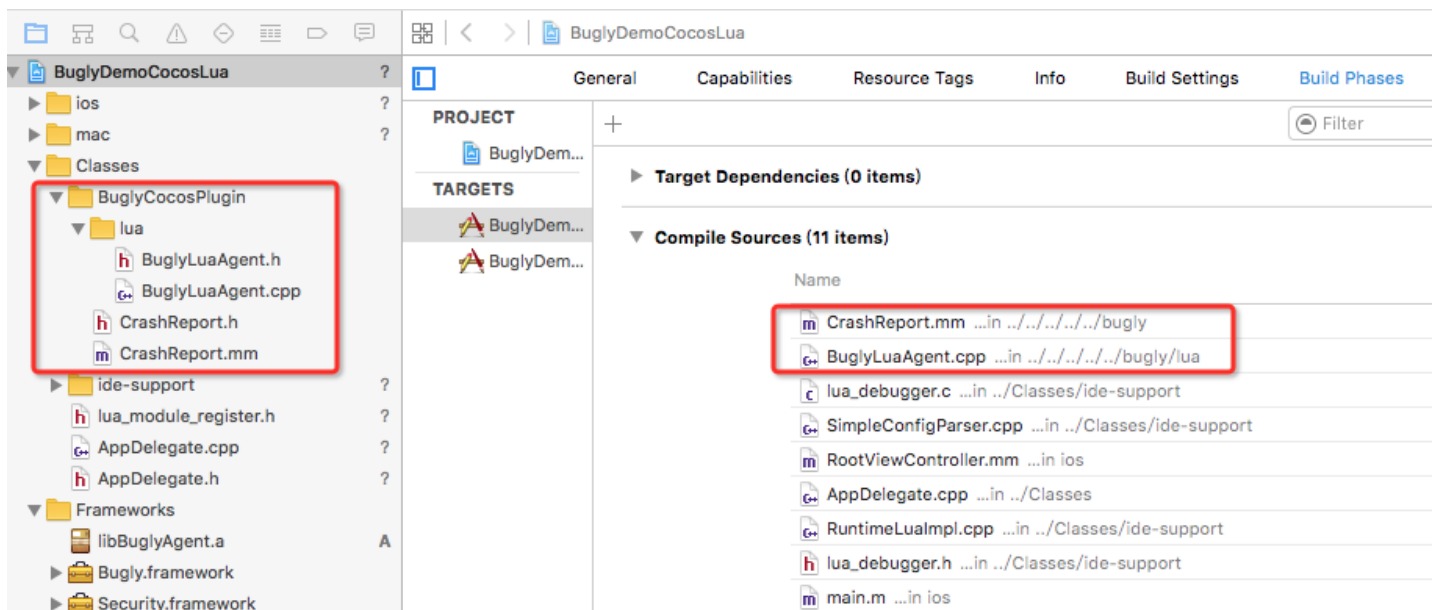 BuglyDemoCocosLua
BuglyDemoCocosLua ?
General Capabilities Resource Tags Info Build Settings Build Phases
ios ?
mac ?
Classes
BuglyCocosPlugin
lua
h BuglyLuaAgent.h
C++ BuglyLuaAgent.cpp
h CrashReport.h
m CrashReport.mm
ide-support ?
h lua_module_register.h ?
C++ AppDelegate.cpp ?
h AppDelegate.h ?
Frameworks
libBuglyAgent.a A
Bugly.framework
Security.framework
PROJECT
BuglyDem...
TARGETS
BuglyDem...
BuglyDem...
+ Filter
Target Dependencies (0 items)
Compile Sources (11 items)
Name
m CrashReport.mm ...in ../../../../../bugly
C++ BuglyLuaAgent.cpp ...in ../../../../../bugly/lua
c lua_debugger.c ...in ../Classes/ide-support
C++ SimpleConfigParser.cpp ...in ../Classes/ide-support
m RootViewController.mm ...in ios
C++ AppDelegate.cpp ...in ../Classes
C++ RuntimeLuaImpl.cpp ...in ../Classes/ide-support
h lua_debugger.h ...in ../Classes/ide-support
m main.m ...in ios